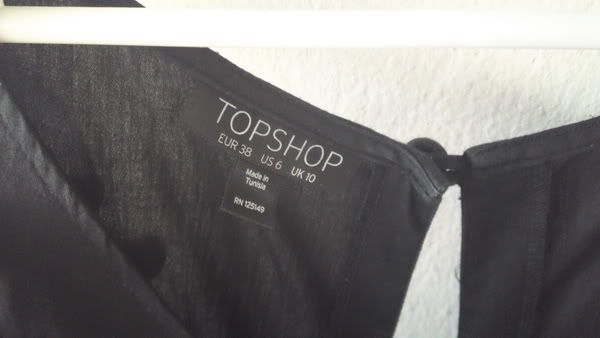 TOPSHOP
EUR 38 US 6 UK 10
Made in
Tunisia
RN 125149